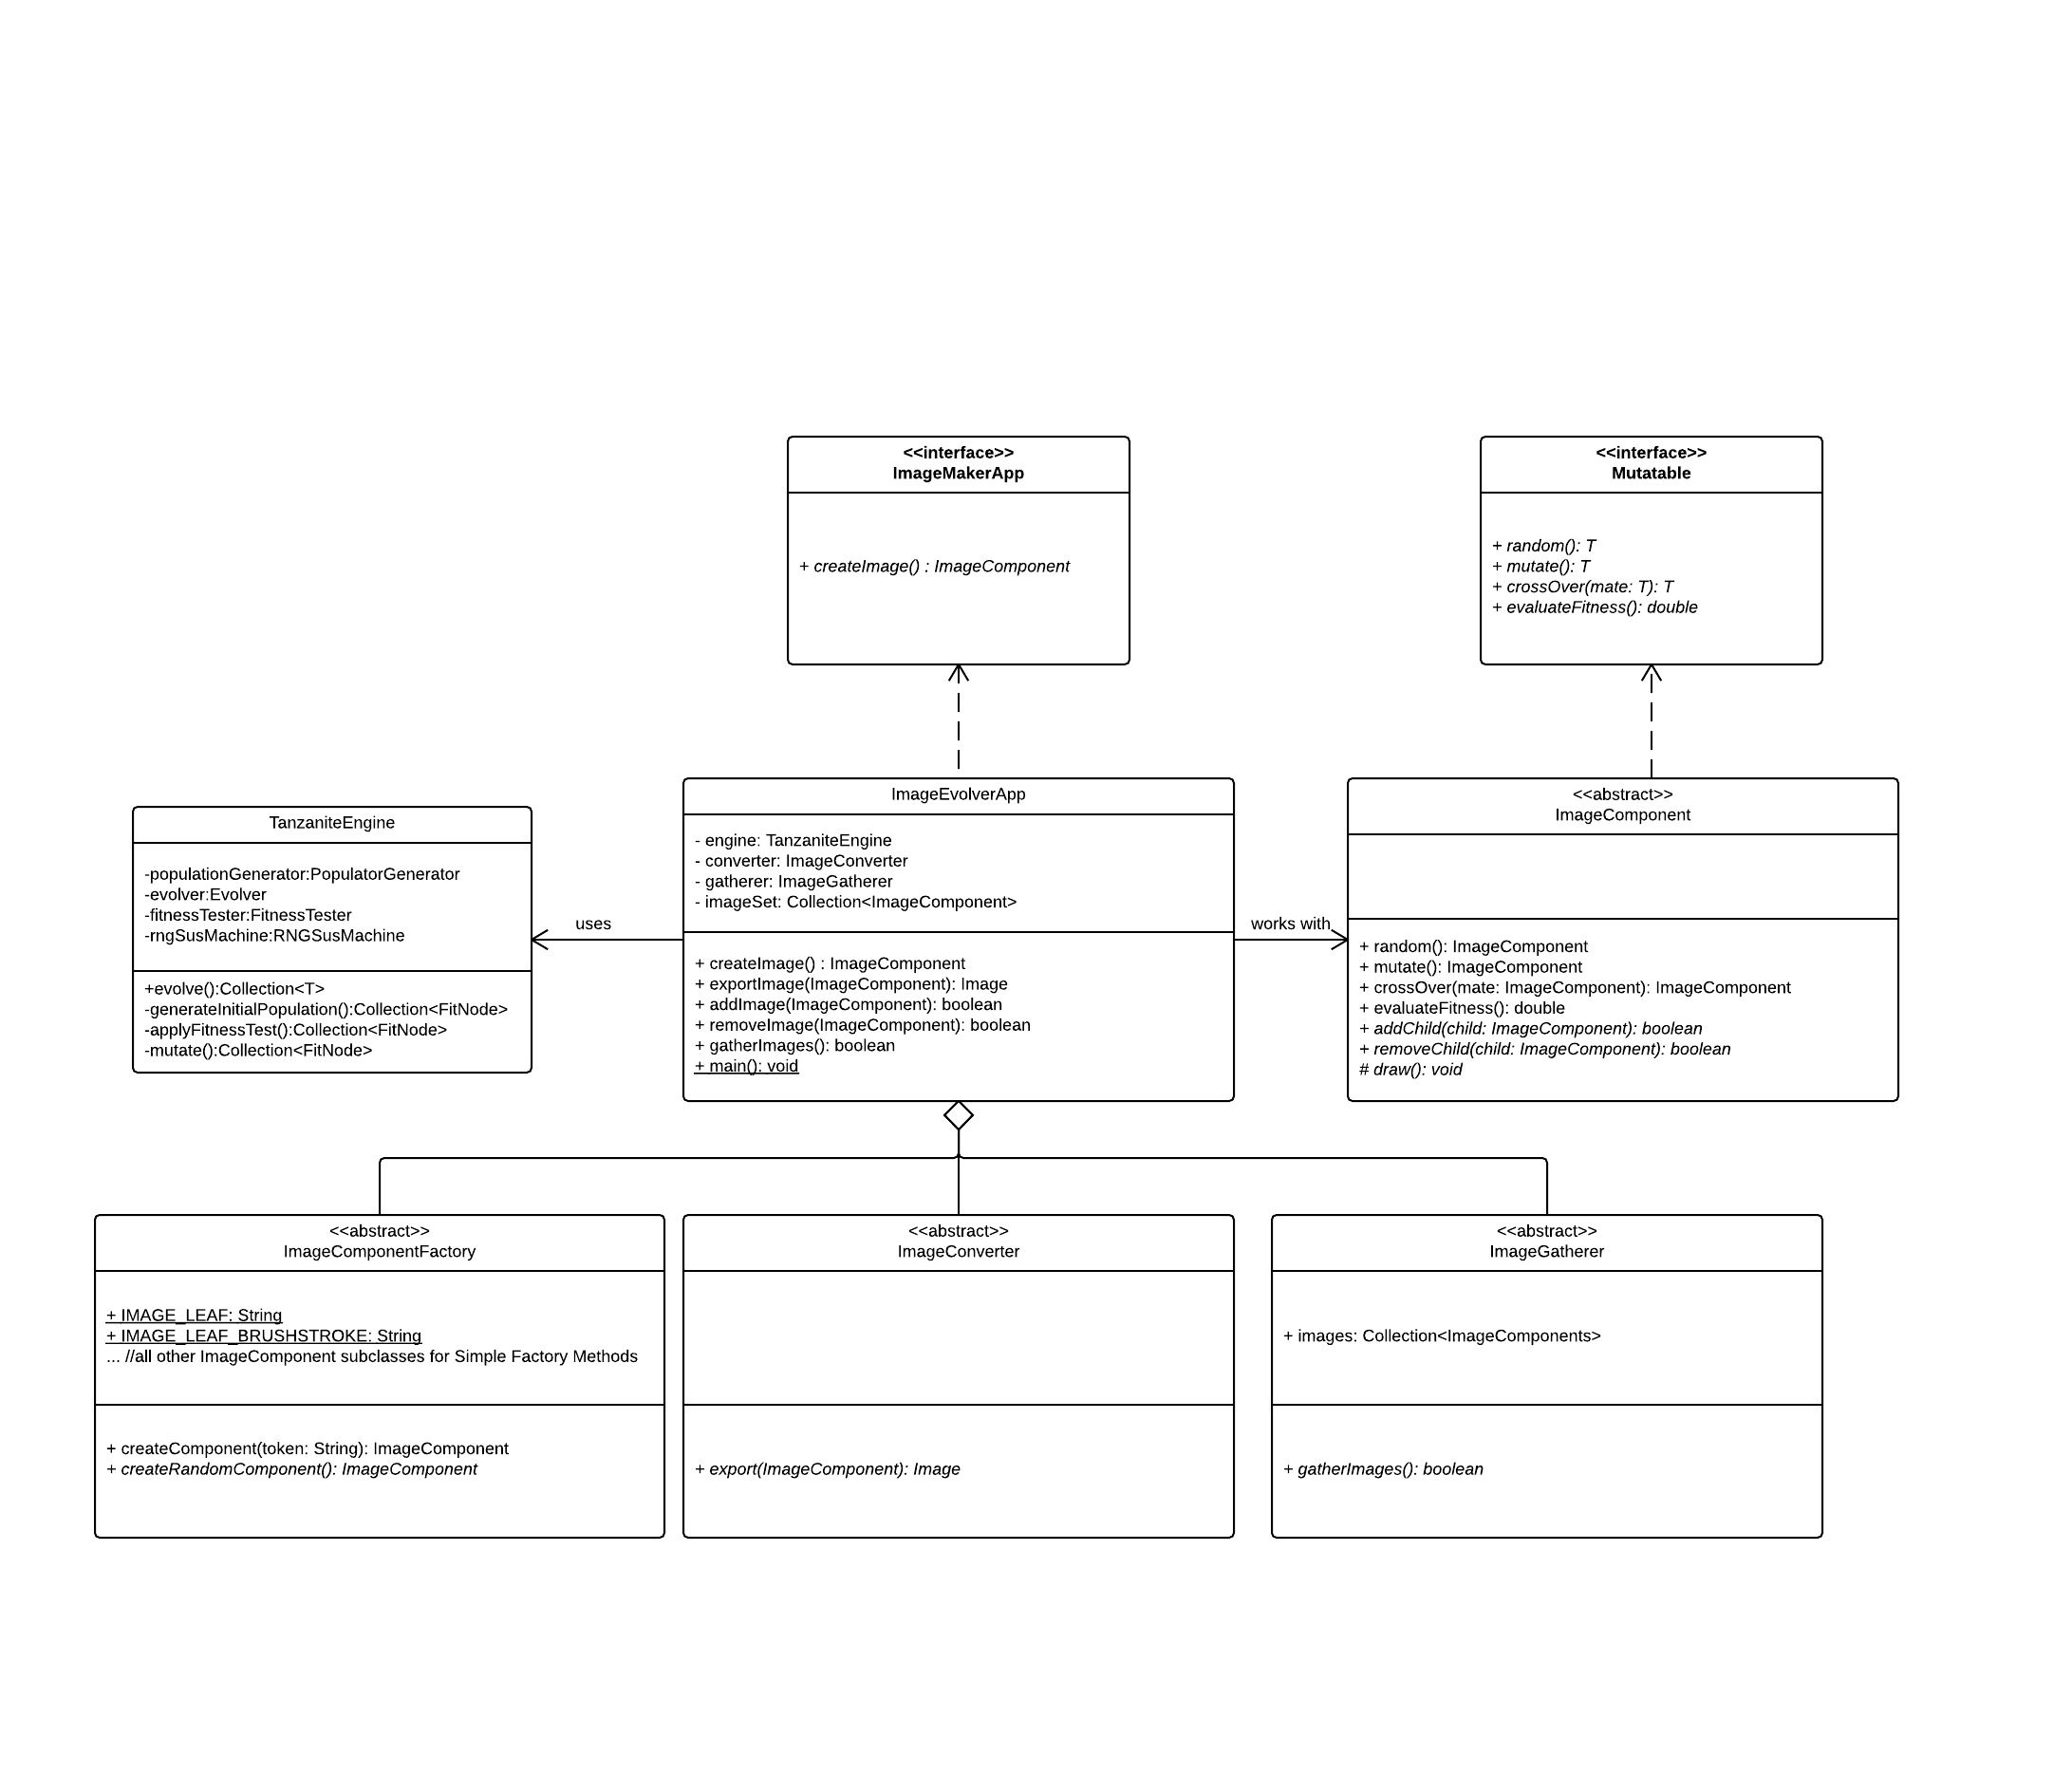 <<interface>>
ImageMakerApp
+ createImage() : ImageComponent
<<interface>>
Mutatable
+ random(): T
+ mutate(): T
+ crossOver(mate: T): T
+ evaluateFitness(): double
TanzaniteEngine
-populationGenerator:PopulatorGenerator
-evolver:Evolver
-fitnessTester:FitnessTester
-rngSusMachine:RNGSusMachine
+evolve():Collection<T>
-generateInitialPopulation():Collection<FitNode>
-applyFitnessTest():Collection<FitNode>
-mutate():Collection<FitNode>
uses
ImageEvolverApp
- engine: TanzaniteEngine
- converter: ImageConverter
- gatherer: ImageGatherer
- imageSet: Collection<ImageComponent>
+ createImage() : ImageComponent
+ exportImage(ImageComponent): Image
+ addImage(ImageComponent): boolean
+ removeImage(ImageComponent): boolean
+ gatherImages(): boolean
+ main(): void
works with
<<abstract>>
ImageComponent
+ random(): ImageComponent
+ mutate(): ImageComponent
+ crossOver(mate: ImageComponent): ImageComponent
+ evaluateFitness(): double
+ addChild(child: ImageComponent): boolean
+ removeChild(child: ImageComponent): boolean
# draw(): void
<<abstract>>
ImageComponentFactory
+ IMAGE_LEAF: String
+ IMAGE_LEAF_BRUSHSTROKE: String
... //all other ImageComponent subclasses for Simple Factory Methods
+ createComponent(token: String): ImageComponent
+ createRandomComponent(): ImageComponent
<<abstract>>
ImageConverter
+ export(ImageComponent): Image
<<abstract>>
ImageGatherer
+ images: Collection<ImageComponents>
+ gatherImages(): boolean